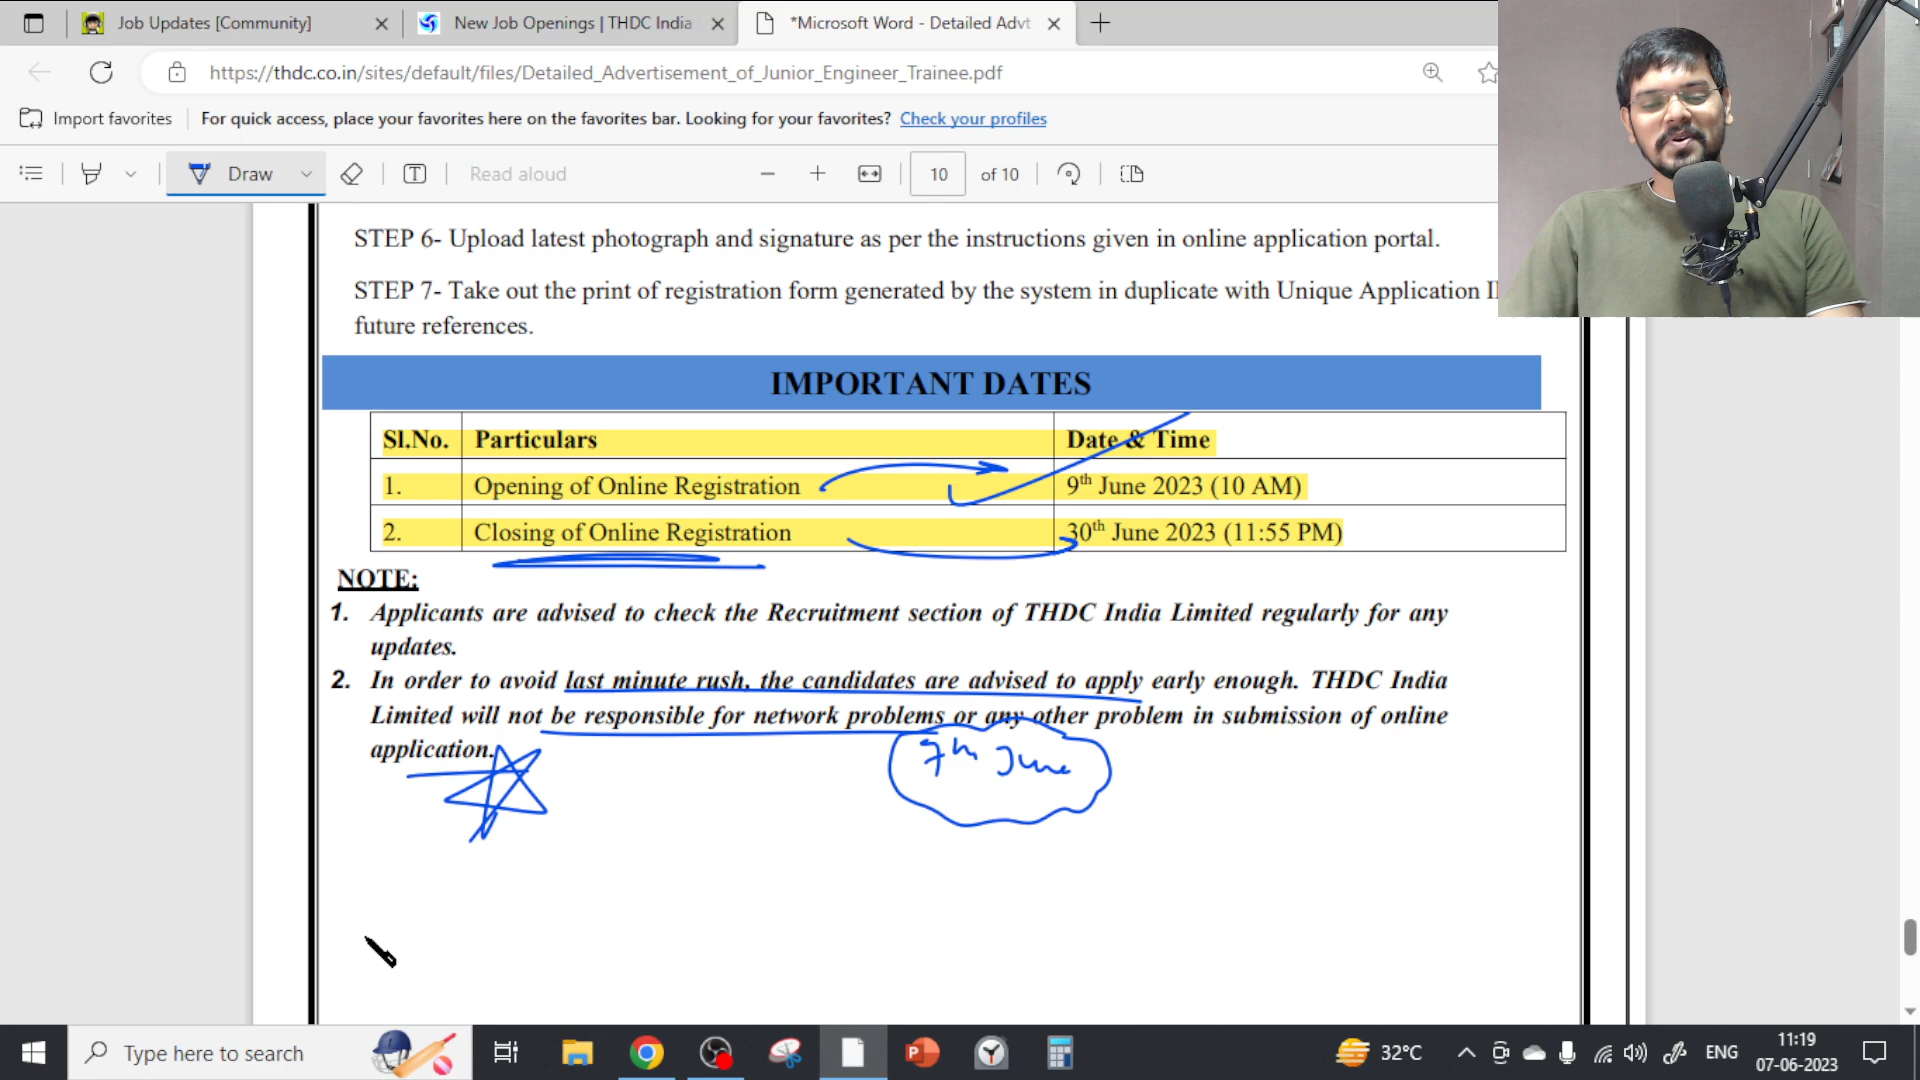 Job Updates [Community]
New Job Openings | THDC India
*Microsoft Word - Detailed Advt
https://thdc.co.in/sites/default/files/Detailed_Advertisement_of_Junior_Engineer_Trainee.pdf
Import favorites
For quick access, place your favorites here on the favorites bar. Looking for your favorites? Check your profiles
Draw
Read aloud
10 of 10
STEP 6- Upload latest photograph and signature as per the instructions given in online application portal.
STEP 7- Take out the print of registration form generated by the system in duplicate with Unique Application
future references.
IMPORTANT DATES
Sl.No. Particulars Date & Time
1. Opening of Online Registration 9th June 2023 (10 AM)
2. Closing of Online Registration 30th June 2023 (11:55 PM)
NOTE:
1. Applicants are advised to check the Recruitment section of THDC India Limited regularly for any
updates.
2. In order to avoid last minute rush, the candidates are advised to apply early enough. THDC India
Limited will not be responsible for network problems or any other problem in submission of online
application.
7th June
Type here to search
32°C
ENG
11:19
07-06-2023